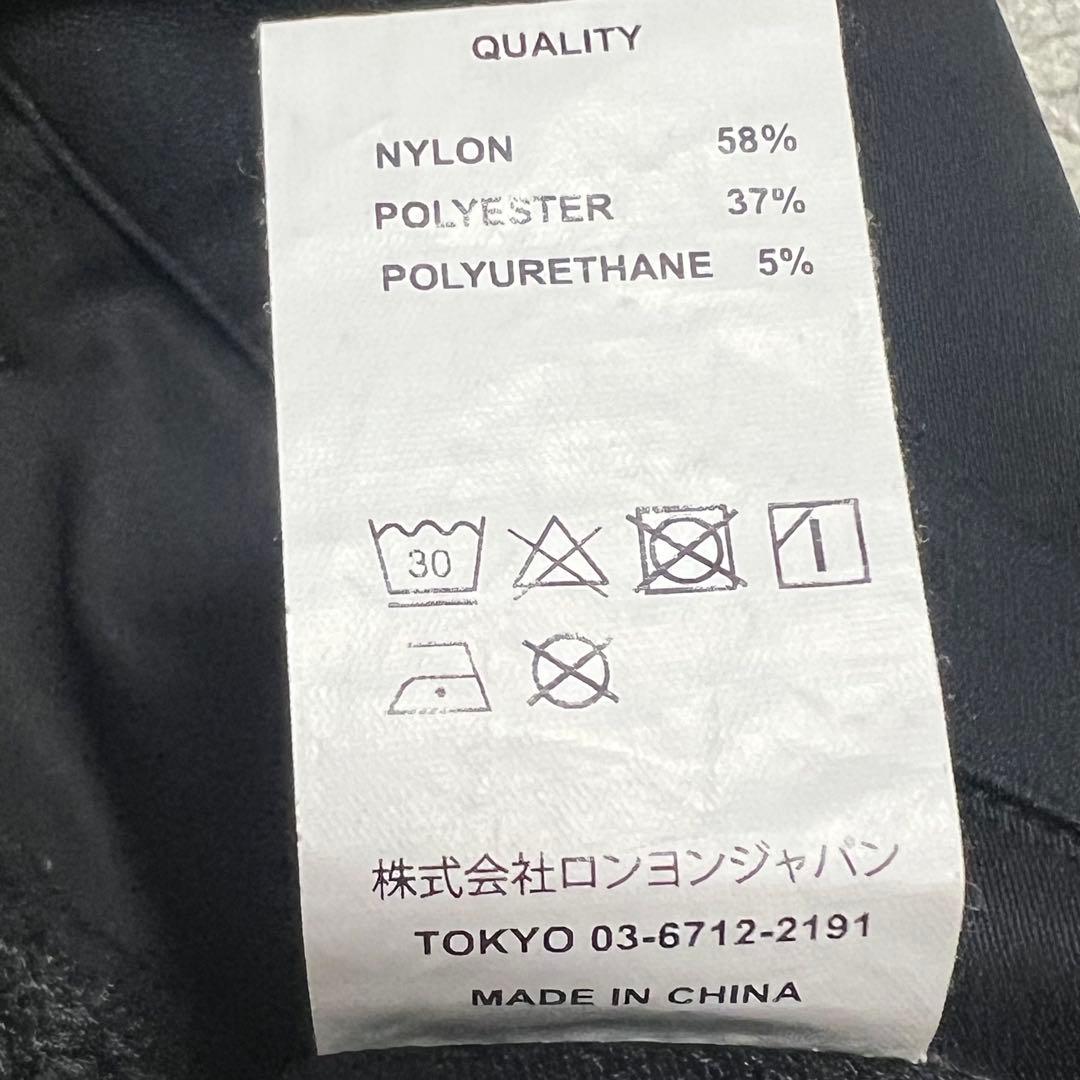 QUALITY
NYLON 58%
POLYESTER 37%
POLYURETHANE 5%
30
株式会社ロンヨンジャパン
TOKYO 03-6712-2191
MADE IN CHINA